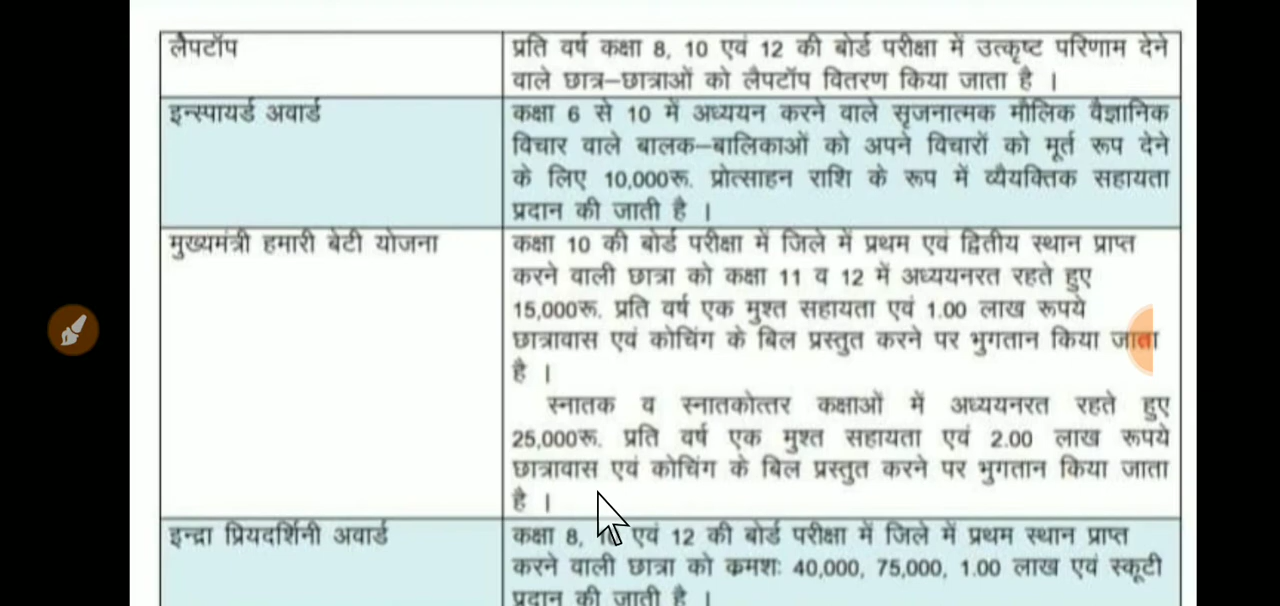 लैपटॉप
प्रति वर्ष कक्षा 8, 10 एवं 12 की बोर्ड परीक्षा में उत्कृष्ट परिणाम देने
वाले छात्र–छात्राओं को लैपटॉप वितरण किया जाता है ।
इन्स्पायर्ड अवार्ड
कक्षा 6 से 10 में अध्ययन करने वाले सृजनात्मक मौलिक वैज्ञानिक
विचार वाले बालक–बालिकाओं को अपने विचारों को मूर्त रूप देने
के लिए 10,000रू. प्रोत्साहन राशि के रूप में व्यैयक्तिक सहायता
प्रदान की जाती है ।
मुख्यमंत्री हमारी बेटी योजना
कक्षा 10 की बोर्ड परीक्षा में जिले में प्रथम एवं द्वितीय स्थान प्राप्त
करने वाली छात्रा को कक्षा 11 व 12 में अध्ययनरत रहते हुए
15,000रू. प्रति वर्ष एक मुश्त सहायता एवं 1.00 लाख रूपये
छात्रावास एवं कोचिंग के बिल प्रस्तुत करने पर भुगतान किया जाता
है ।
स्नातक व स्नातकोत्तर कक्षाओं में अध्ययनरत रहते हुए
25,000रू. प्रति वर्ष एक मुश्त सहायता एवं 2.00 लाख रूपये
छात्रावास एवं कोचिंग के बिल प्रस्तुत करने पर भुगतान किया जाता
है ।
इन्द्रा प्रियदर्शिनी अवार्ड
कक्षा 8, 10 एवं 12 की बोर्ड परीक्षा में जिले में प्रथम स्थान प्राप्त
करने वाली छात्रा को क्रमशः 40,000, 75,000, 1.00 लाख एवं स्कूटी
प्रदान की जाती है ।